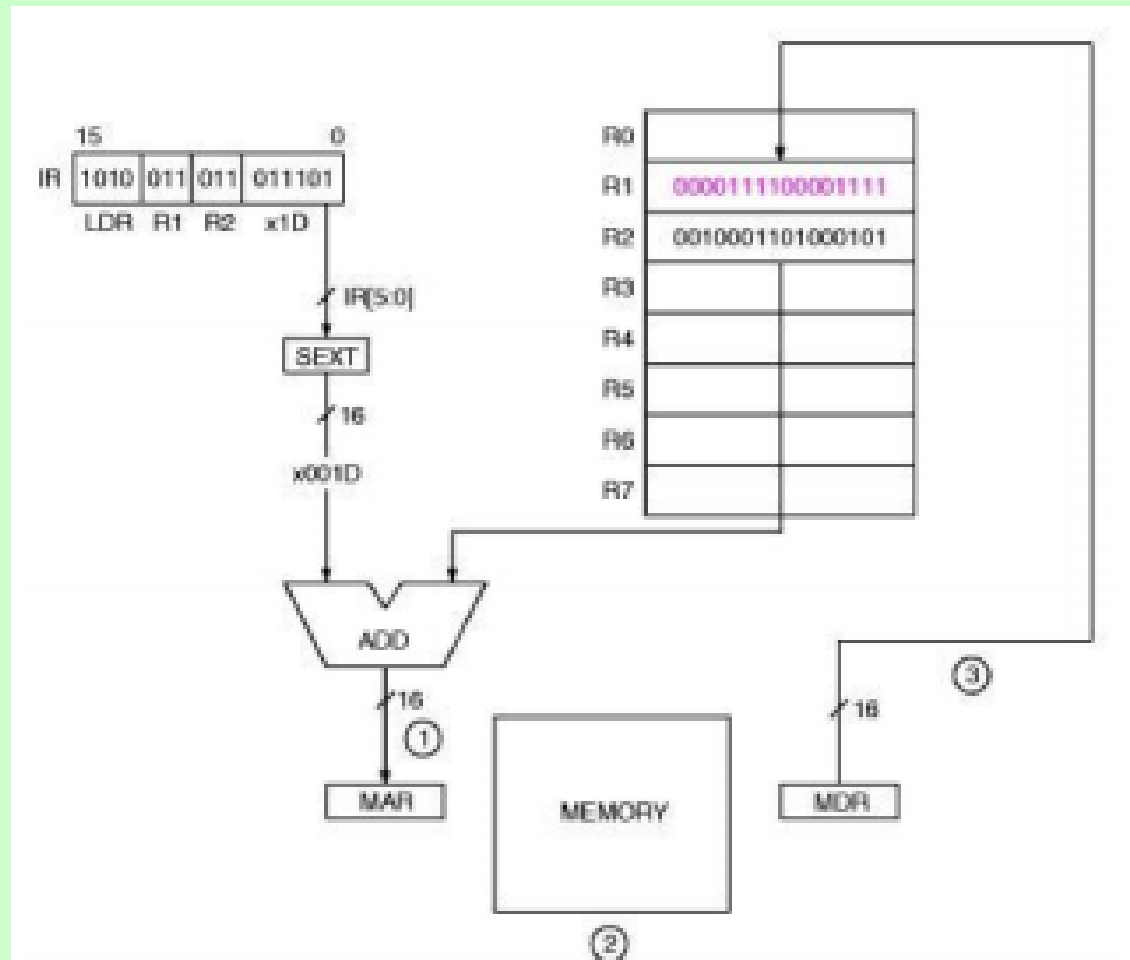 15 0
IR 1010 011 011 011101
LDR R1 R2 x1D
IR[5:0]
SEXT
16
x001D
ADD
16
1
MAR
R0
R1 0000111100001111
R2 0010001101000101
R3
R4
R5
R6
R7
MEMORY
2
3
16
MDR